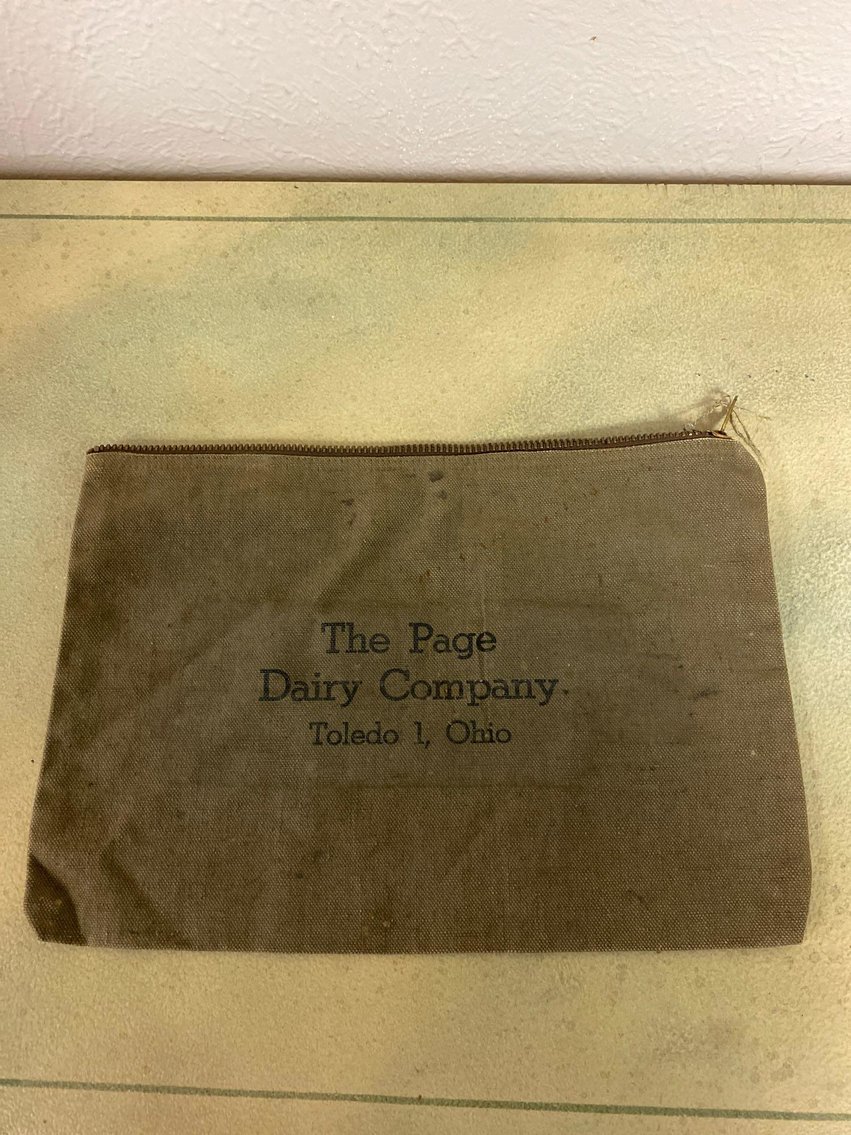 The Page
Dairy Company.
Toledo 1, Ohio